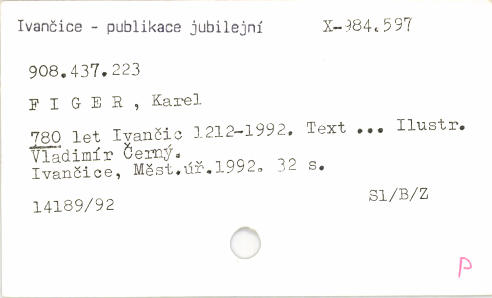 Ivančice - publikace jubilejní X-984.597
908.437.223
F I G E R , Karel
780 let Ivančic 1212-1992. Text ... Ilustr.
Vladimír Černý.
Ivančice, Měst.úř.1992. 32 s.
14189/92 Sl/B/Z
p